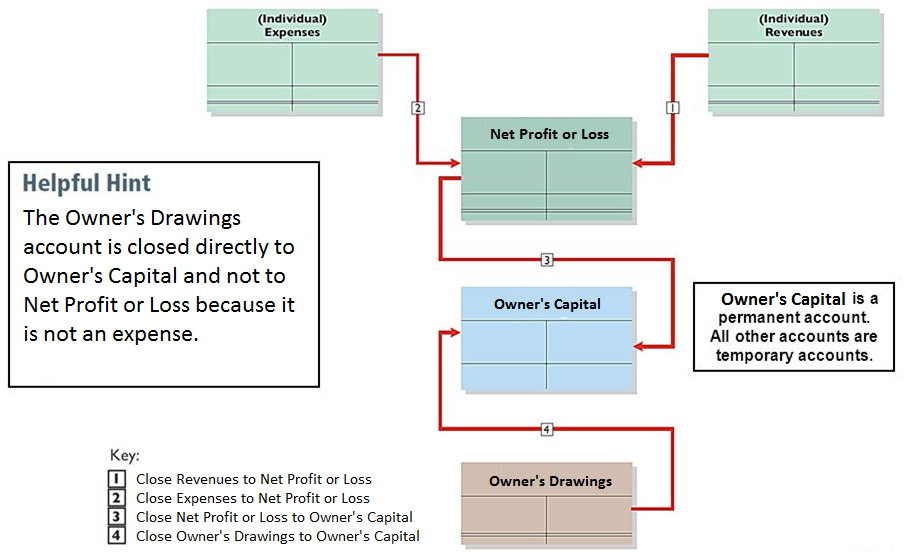 (Individual)
Expenses
(Individual)
Revenues
2
1
Net Profit or Loss
Helpful Hint
The Owner's Drawings
account is closed directly to
Owner's Capital and not to
Net Profit or Loss because it
is not an expense.
3
Owner's Capital
Owner's Capital is a
permanent account.
All other accounts are
temporary accounts.
4
Owner's Drawings
Key:
1 Close Revenues to Net Profit or Loss
2 Close Expenses to Net Profit or Loss
3 Close Net Profit or Loss to Owner's Capital
4 Close Owner's Drawings to Owner's Capital